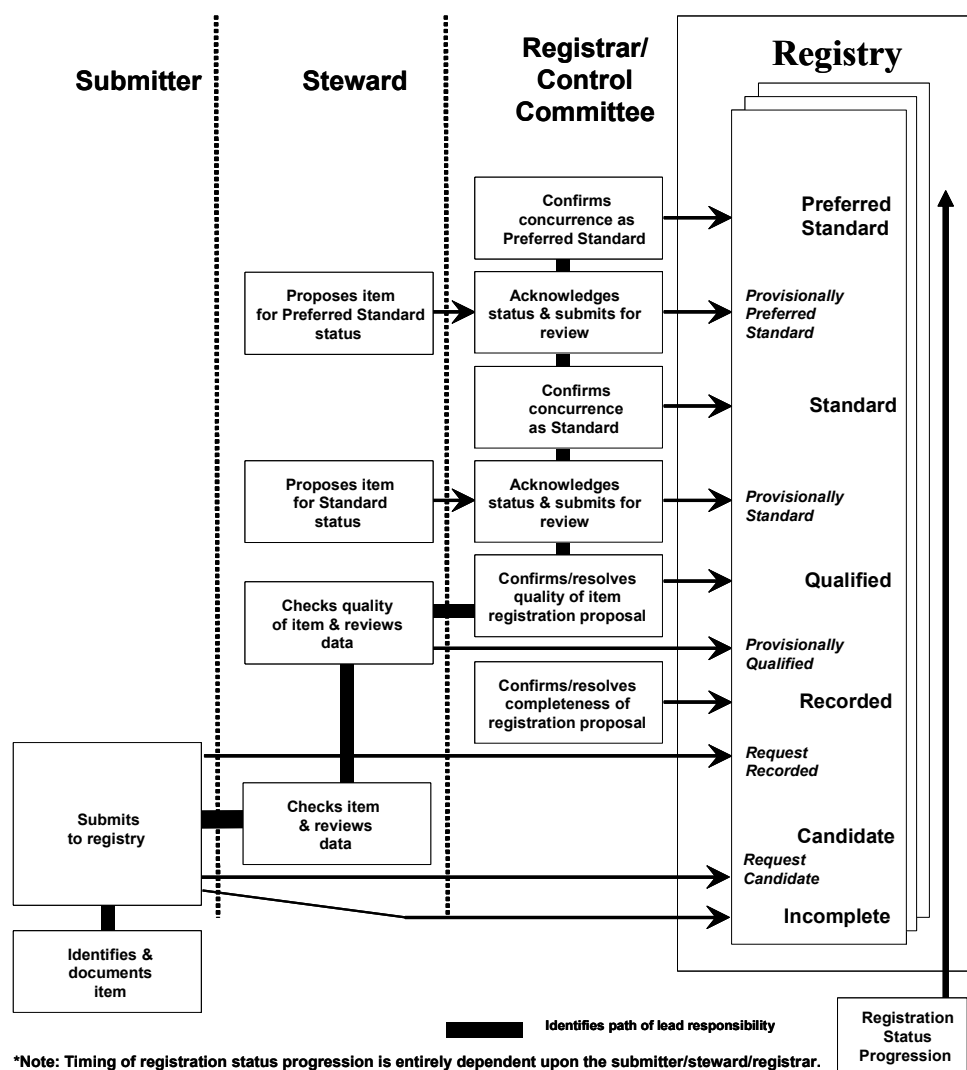 Submitter
Steward
Registrar/
Control
Committee
Registry
Confirms
concurrence as
Preferred Standard
Preferred
Standard
Proposes item
for Preferred Standard
status
Acknowledges
status & submits for
review
Provisionally
Preferred
Standard
Confirms
concurrence
as Standard
Standard
Proposes item
for Standard
status
Acknowledges
status & submits for
review
Provisionally
Standard
Confirms/resolves
quality of item
registration proposal
Qualified
Checks quality
of item & reviews
data
Provisionally
Qualified
Confirms/resolves
completeness of
registration proposal
Recorded
Request
Recorded
Submits
to registry
Checks item
& reviews
data
Candidate
Request
Candidate
Incomplete
Identifies &
documents
item
Identifies path of lead responsibility
Registration
Status
Progression
*Note: Timing of registration status progression is entirely dependent upon the submitter/steward/registrar.